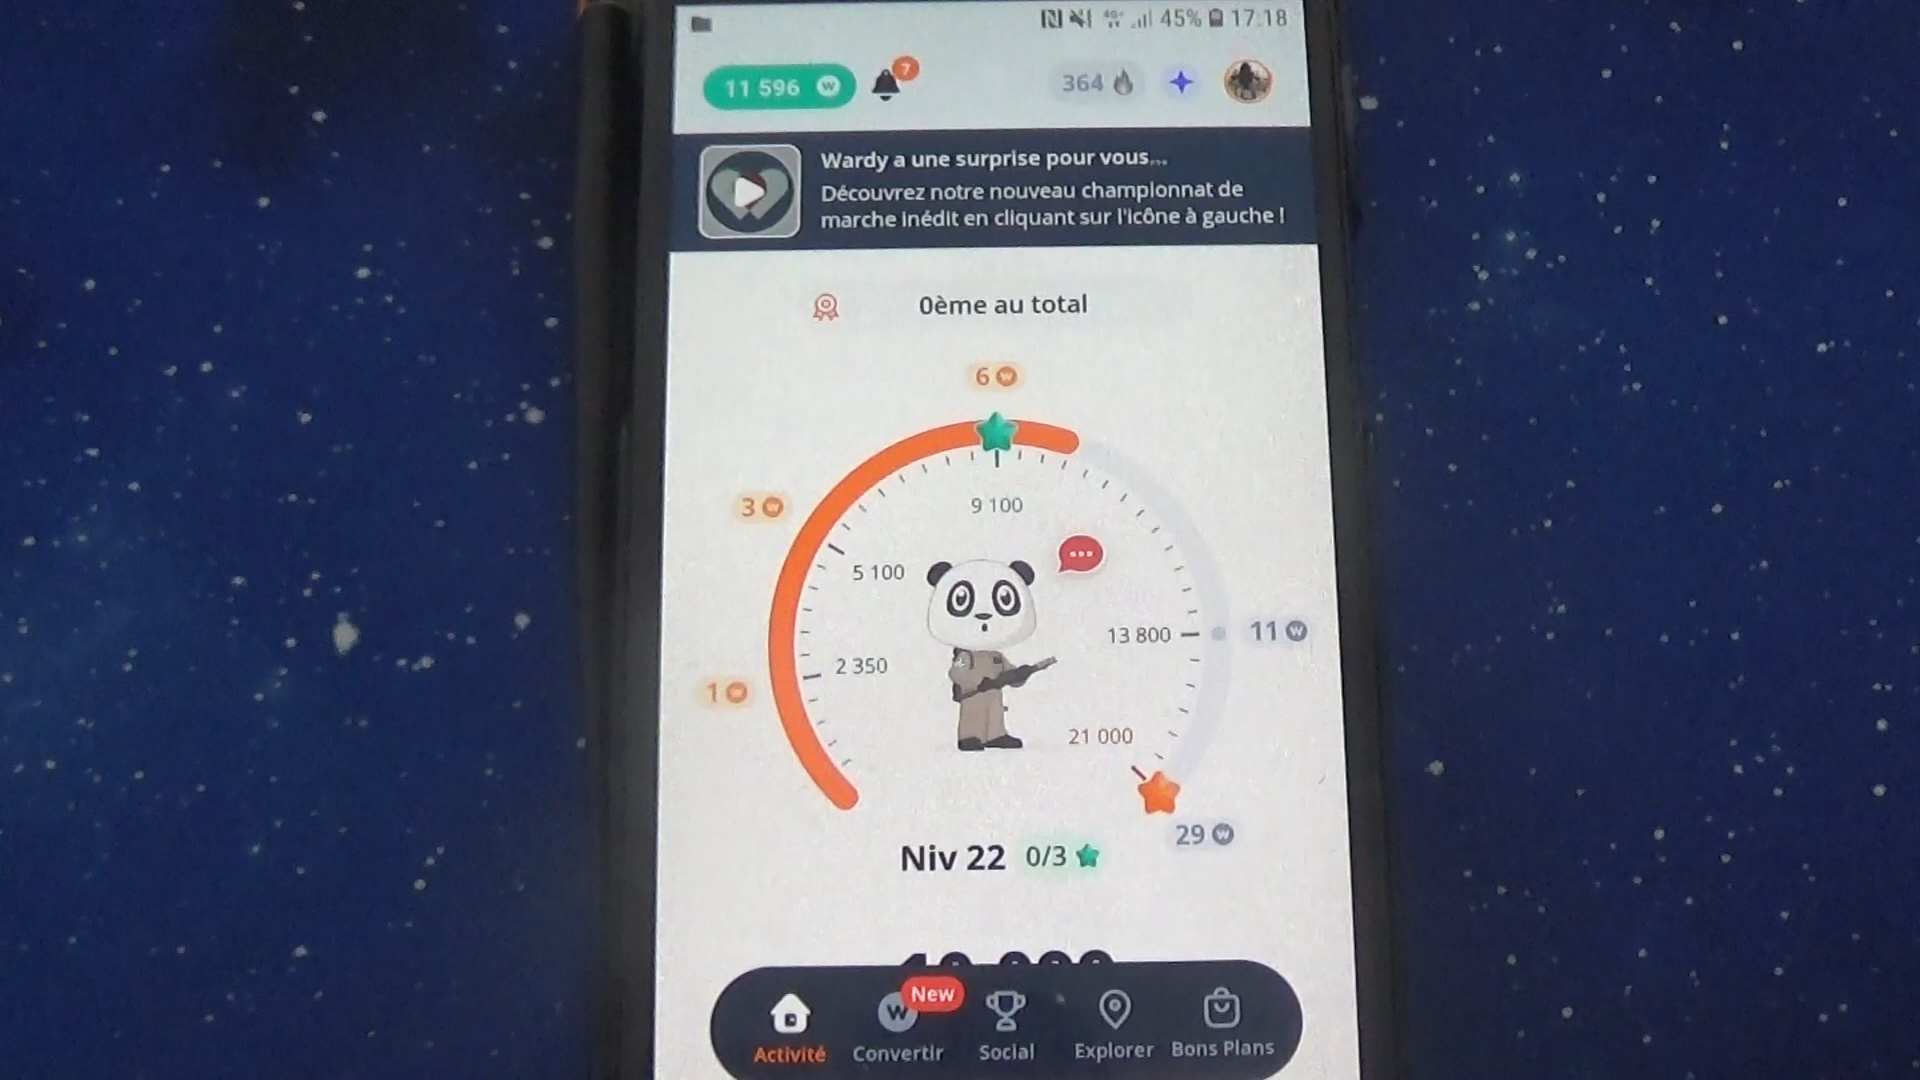 45% 17:18
11 596 W 7 364
Wardy a une surprise pour vous...
Découvrez notre nouveau championnat de
marche inédit en cliquant sur l'icône à gauche !
0ème au total
6 W
9 100
3 W
5 100
13 800
11 W
2 350
1 W
21 000
29 W
Niv 22 0/3
New
W
Activité Convertir Social Explorer Bons Plans